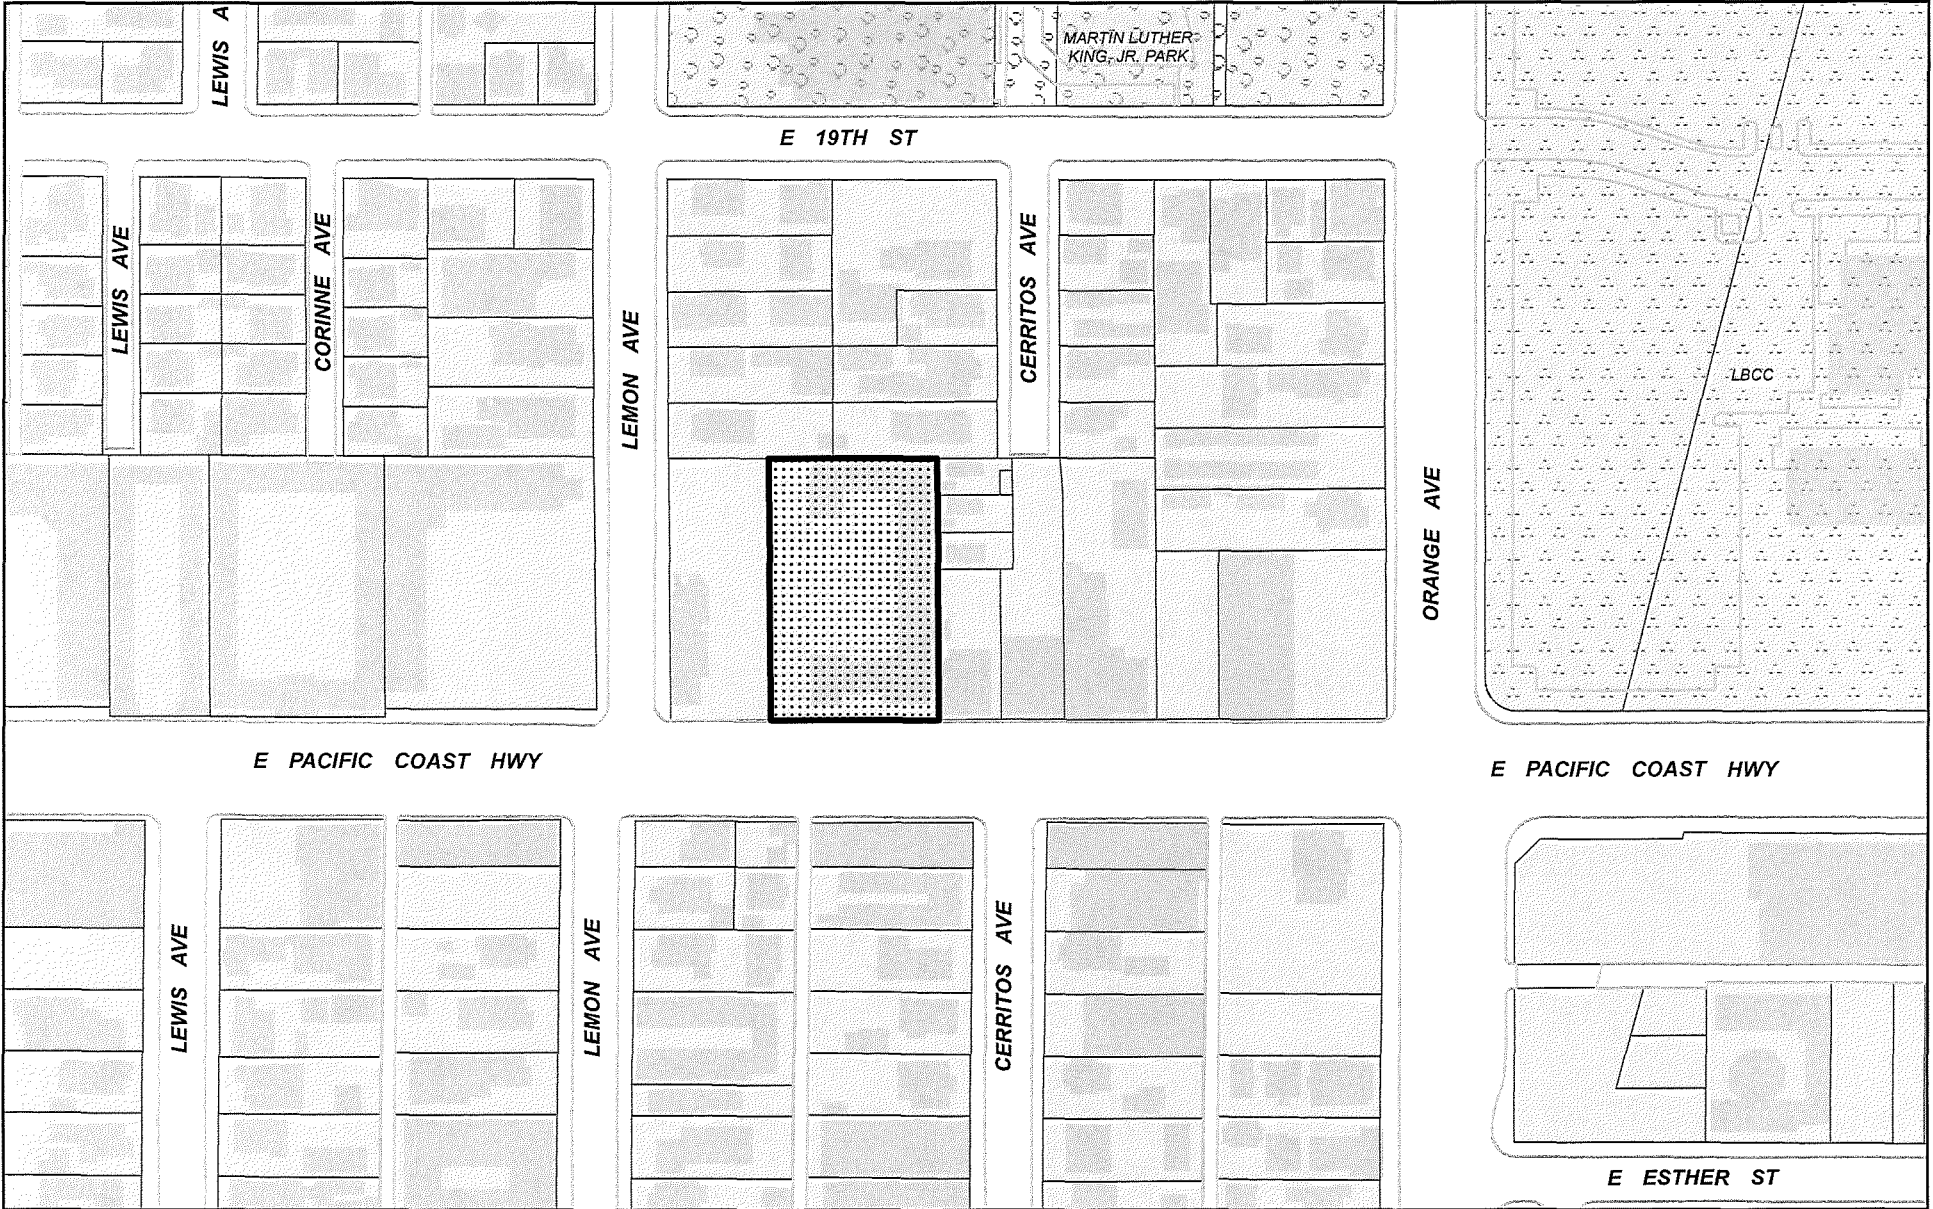 LEWIS A
MARTIN LUTHER
KING, JR. PARK
E 19TH ST
LEWIS AVE
CORINE AVE
LEMON AVE
CERRITOS AVE
LBCC
ORANGE AVE
E PACIFIC COAST HWY
E PACIFIC COAST HWY
LEWIS AVE
LEMON AVE
CERRITOS AVE
E ESTHER ST